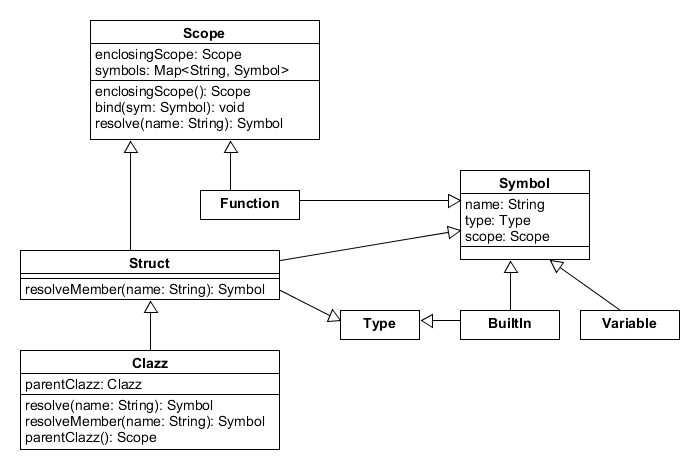 Scope
enclosingScope: Scope
symbols: Map<String, Symbol>
enclosingScope(): Scope
bind(sym: Symbol): void
resolve(name: String): Symbol
Function
Symbol
name: String
type: Type
scope: Scope
Struct
resolveMember(name: String): Symbol
Type
BuiltIn
Variable
Clazz
parentClazz: Clazz
resolve(name: String): Symbol
resolveMember(name: String): Symbol
parentClazz(): Scope